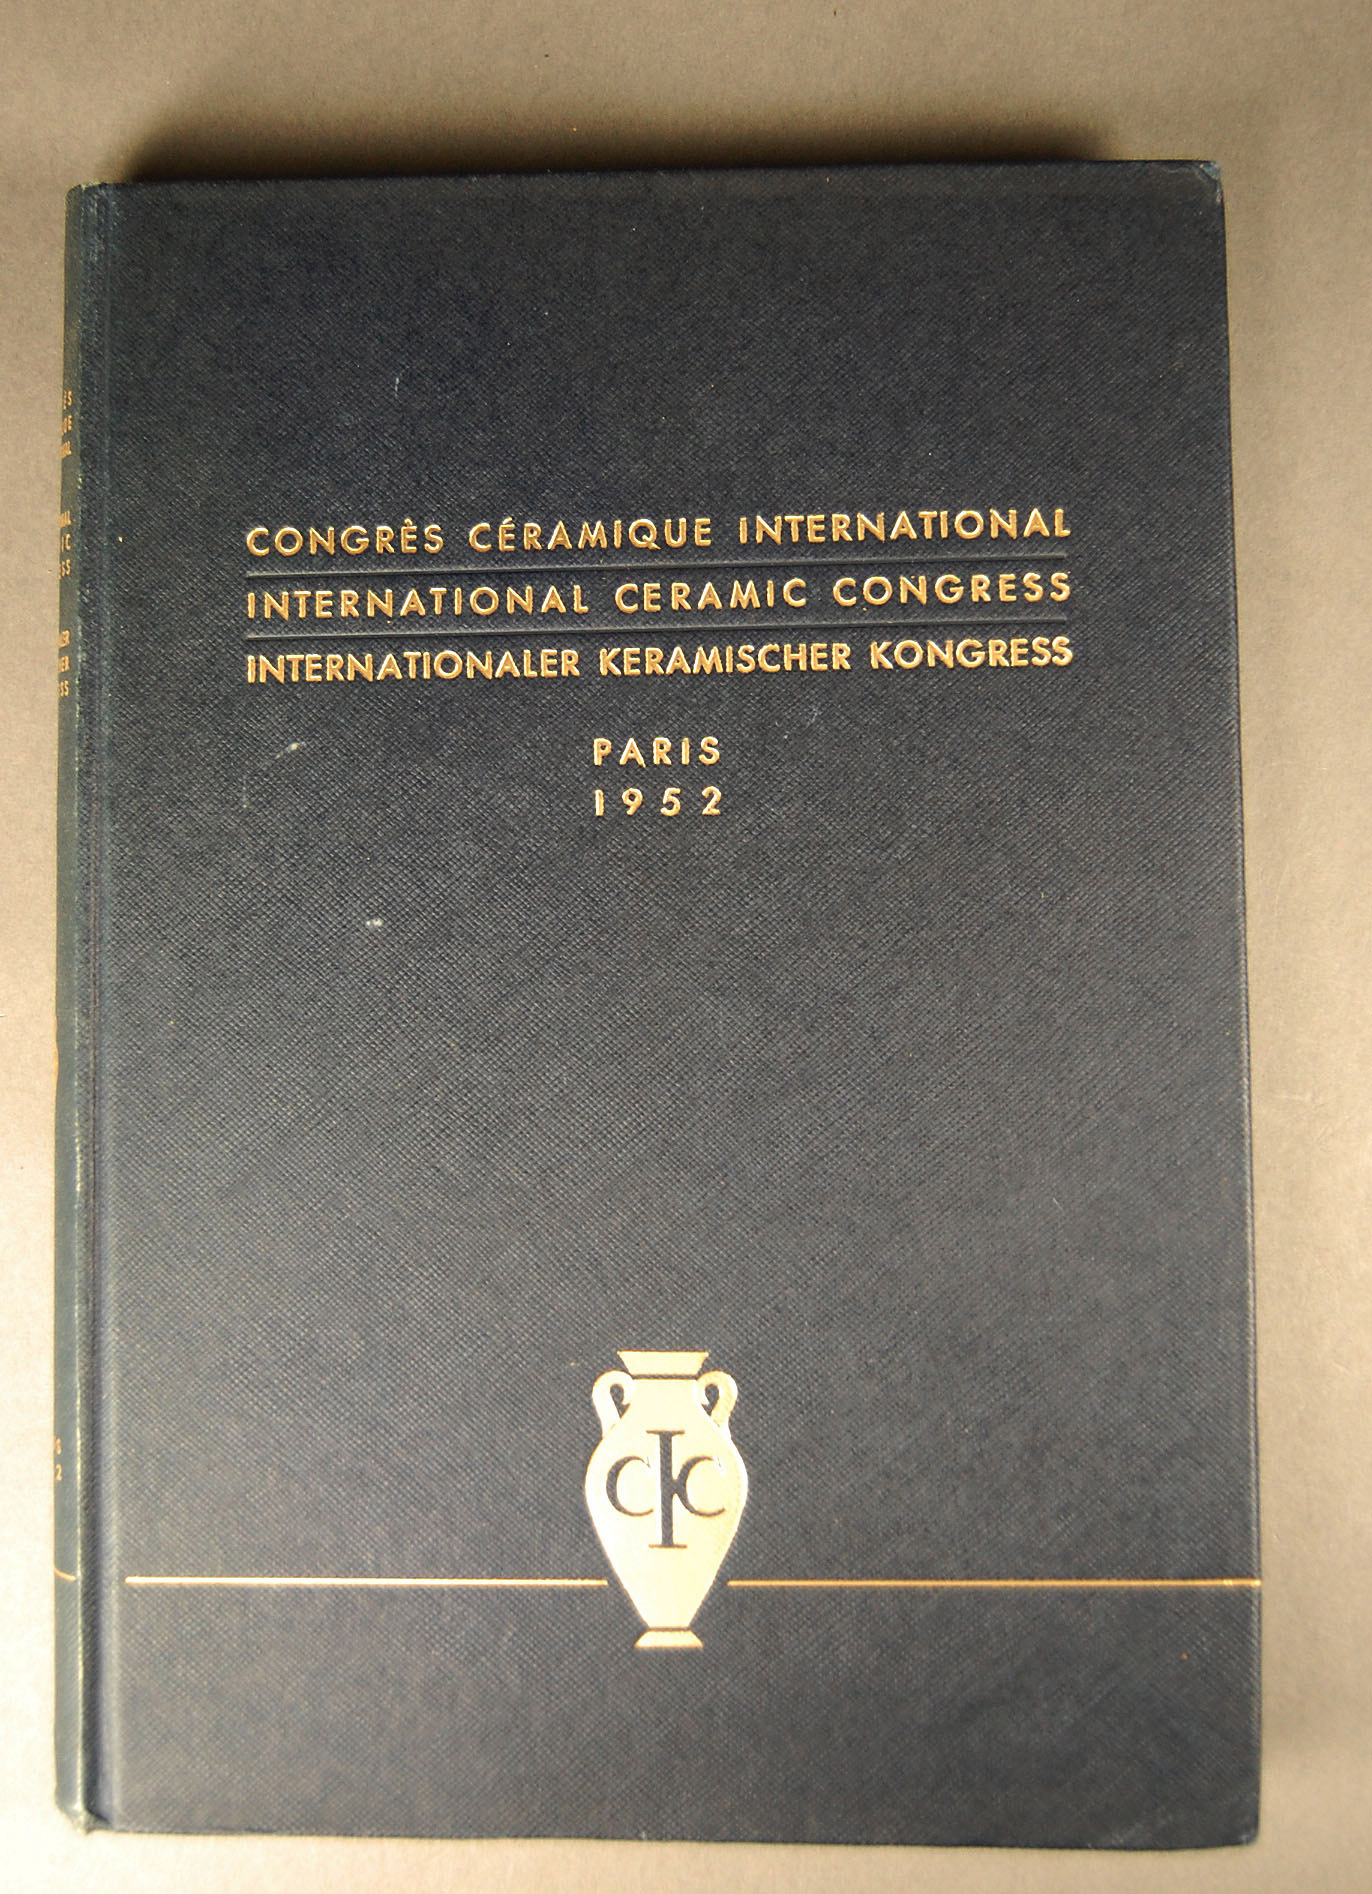 CONGRÈS CÉRAMIQUE INTERNATIONAL
INTERNATIONAL CERAMIC CONGRESS
INTERNATIONALER KERAMISCHER KONGRESS
PARIS
1952
CIC